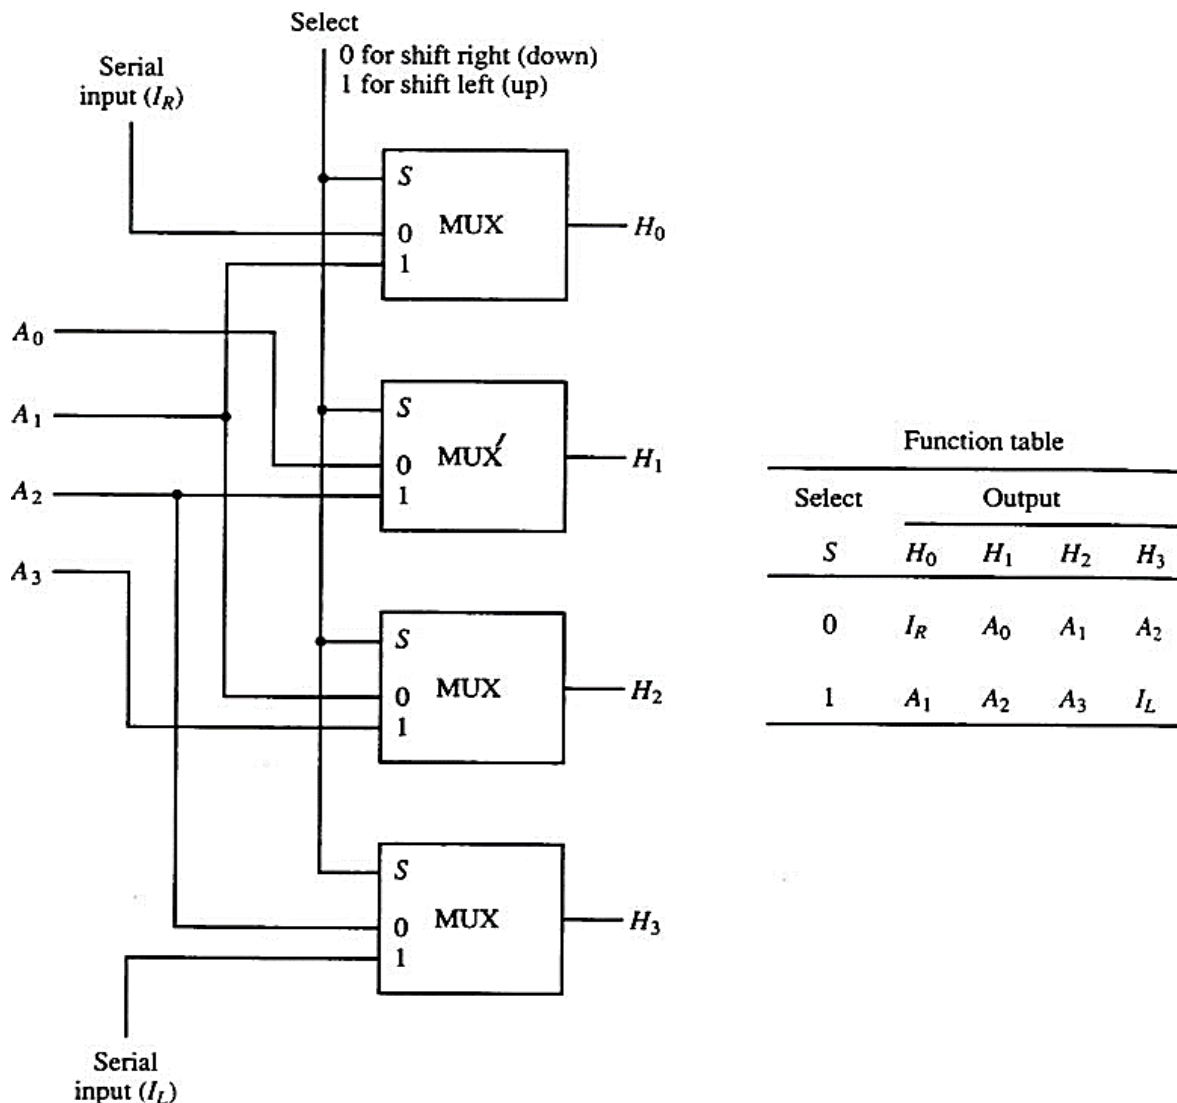 Select
0 for shift right (down)
1 for shift left (up)
Serial
input (I_R)
S
MUX
0
1
H_0
A_0
A_1
A_2
A_3
S
MUX
0
1
H_1
S
MUX
0
1
H_2
S
MUX
0
1
H_3
Serial
input (I_L)
Function table
Select Output
S H_0 H_1 H_2 H_3
0 I_R A_0 A_1 A_2
1 A_1 A_2 A_3 I_L